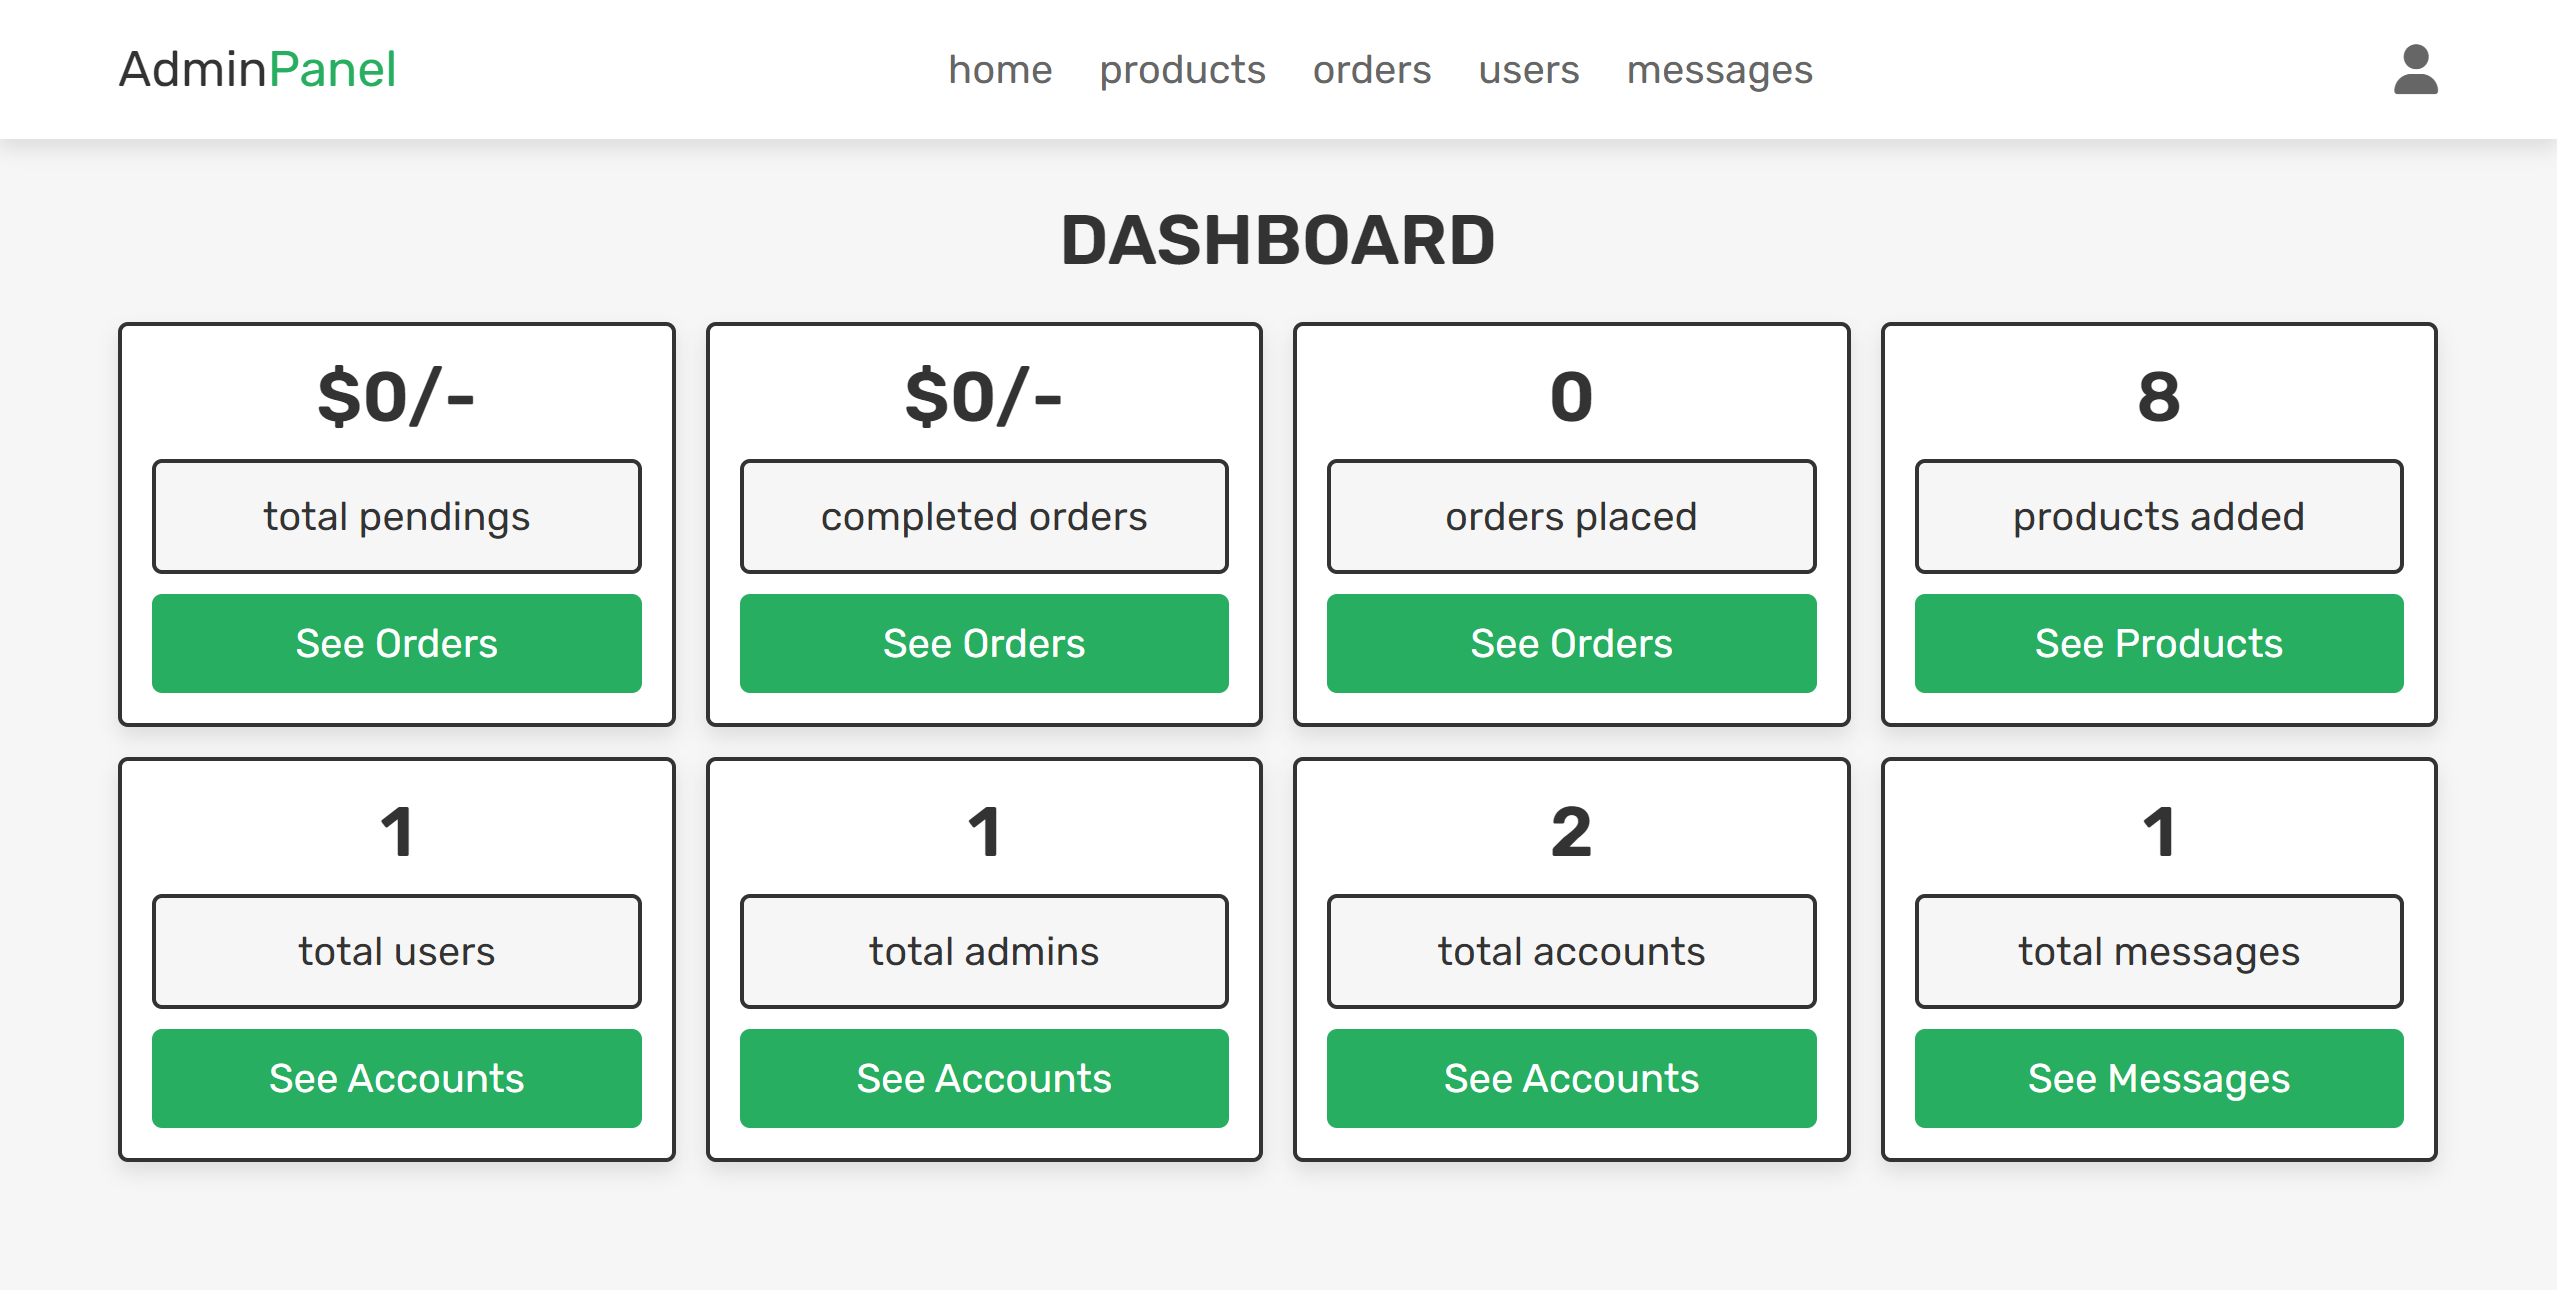 AdminPanel
home products orders users messages
DASHBOARD
$0/- $0/- 0 8
total pendings completed orders orders placed products added
See Orders See Orders See Orders See Products
1 1 2 1
total users total admins total accounts total messages
See Accounts See Accounts See Accounts See Messages